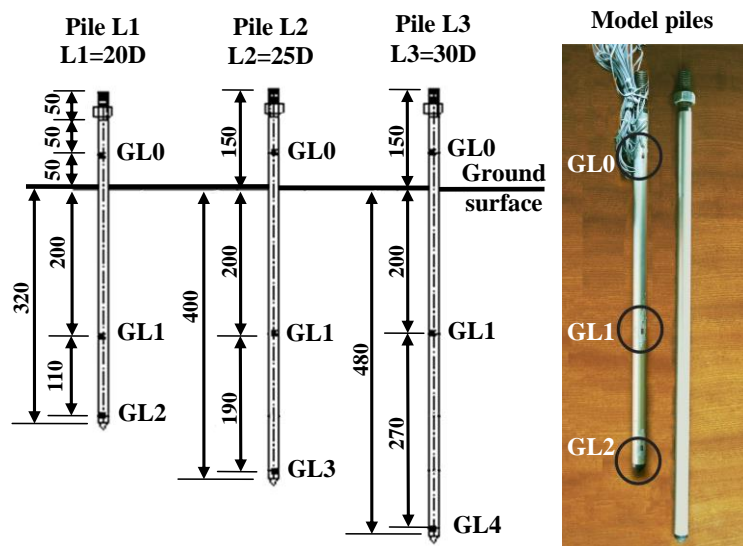 Pile L1
L1=20D
Pile L2
L2=25D
Pile L3
L3=30D
Model piles
50
50
50
GL0
320
200
GL1
110
GL2
150
GL0
400
200
GL1
190
GL3
150
GL0
480
200
GL1
270
GL4
Ground
surface
GL0
GL1
GL2